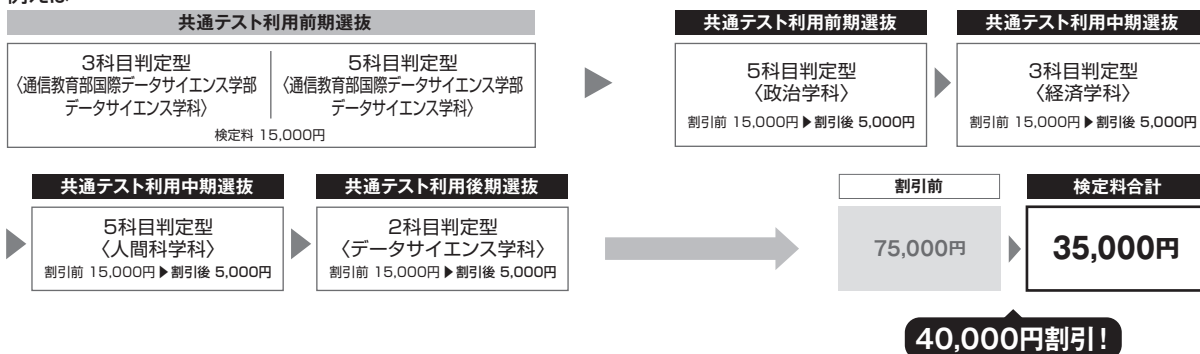 共通テスト利用前期選抜
3科目判定型
〈通信教育部国際データサイエンス学部
データサイエンス学科〉
5科目判定型
〈通信教育部国際データサイエンス学部
データサイエンス学科〉
検定料 15,000円
共通テスト利用前期選抜
5科目判定型
〈政治学科〉
割引前 15,000円▶割引後 5,000円
共通テスト利用中期選抜
3科目判定型
〈経済学科〉
割引前 15,000円▶割引後 5,000円
共通テスト利用中期選抜
5科目判定型
〈人間科学科〉
割引前 15,000円▶割引後 5,000円
共通テスト利用後期選抜
2科目判定型
〈データサイエンス学科〉
割引前 15,000円▶割引後 5,000円
割引前
75,000円
検定料合計
35,000円
40,000円割引!